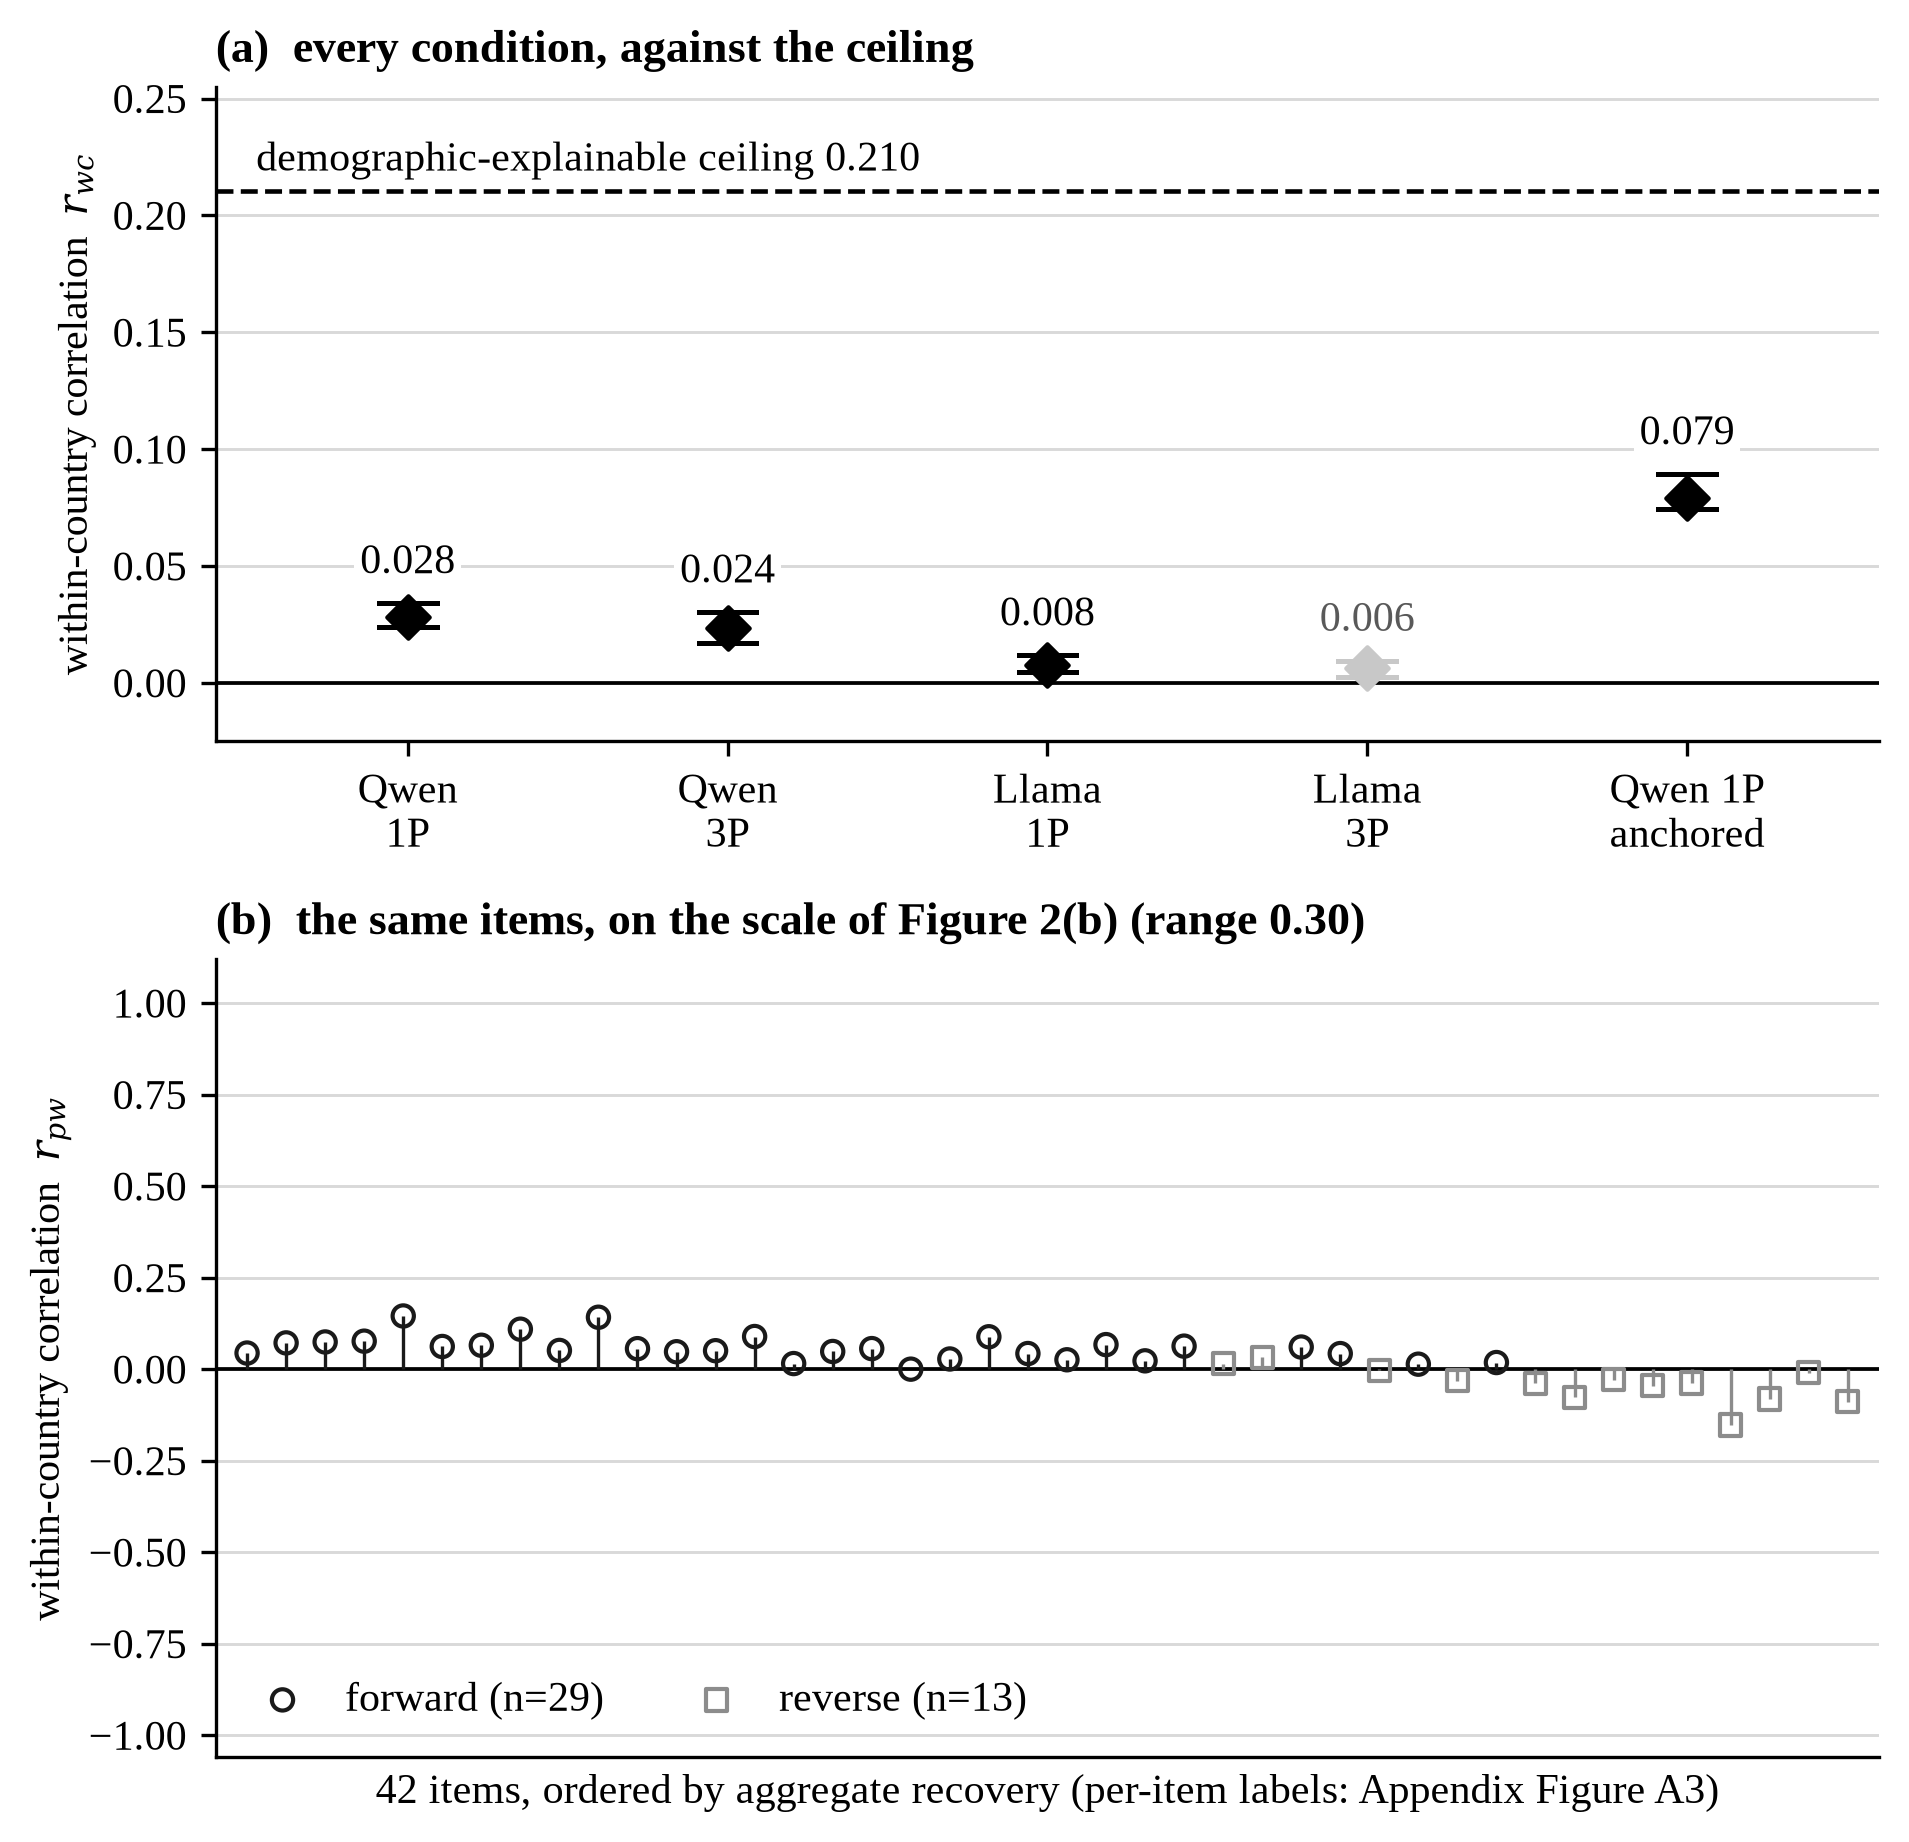 (a) every condition, against the ceiling
within-country correlation r_wc
0.25
0.20
0.15
0.10
0.05
0.00
demographic-explainable ceiling 0.210
0.028
0.024
0.008
0.006
0.079
Qwen
1P
Qwen
3P
Llama
1P
Llama
3P
Qwen 1P
anchored
(b) the same items, on the scale of Figure 2(b) (range 0.30)
within-country correlation r_pw
1.00
0.75
0.50
0.25
0.00
−0.25
−0.50
−0.75
−1.00
forward (n=29)
reverse (n=13)
42 items, ordered by aggregate recovery (per-item labels: Appendix Figure A3)